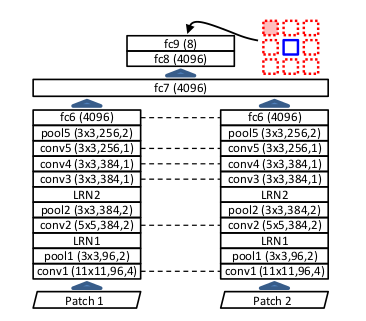 fc9 (8)
fc8 (4096)
fc7 (4096)
fc6 (4096)
pool5 (3x3,256,2)
conv5 (3x3,256,1)
conv4 (3x3,384,1)
conv3 (3x3,384,1)
LRN2
pool2 (3x3,384,2)
conv2 (5x5,384,2)
LRN1
pool1 (3x3,96,2)
conv1 (11x11,96,4)
Patch 1
fc6 (4096)
pool5 (3x3,256,2)
conv5 (3x3,256,1)
conv4 (3x3,384,1)
conv3 (3x3,384,1)
LRN2
pool2 (3x3,384,2)
conv2 (5x5,384,2)
LRN1
pool1 (3x3,96,2)
conv1 (11x11,96,4)
Patch 2